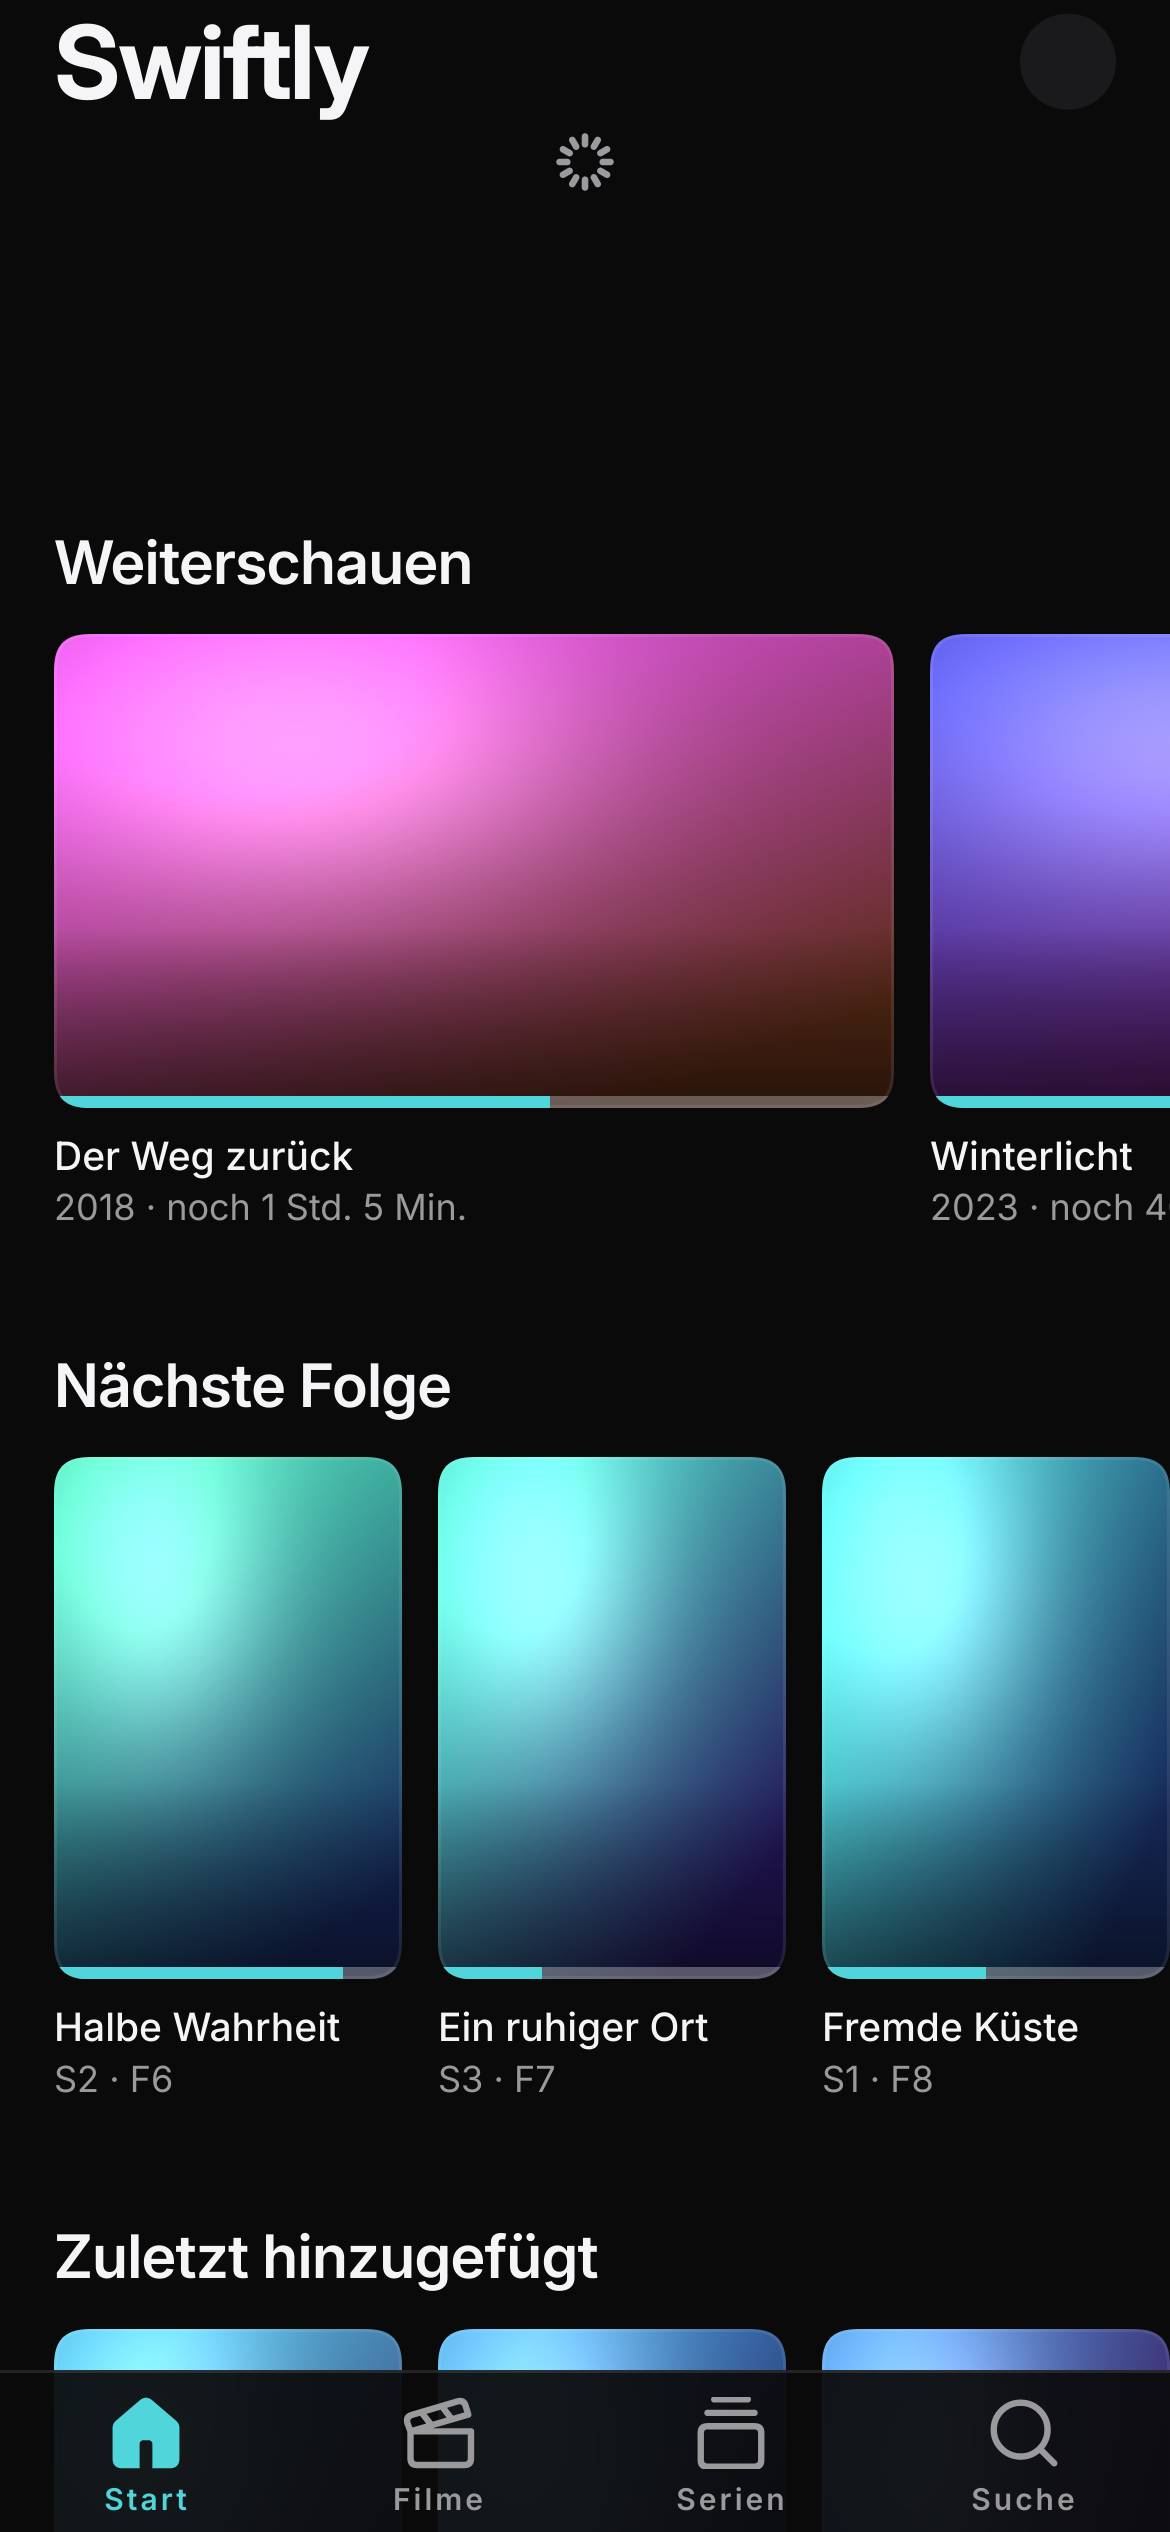 Swiftly
Weiterschauen
Der Weg zurück
2018 · noch 1 Std. 5 Min.
Winterlicht
2023 · noch
Nächste Folge
Halbe Wahrheit
S2 · F6
Ein ruhiger Ort
S3 · F7
Fremde Küste
S1 · F8
Zuletzt hinzugefügt
Start
Filme
Serien
Suche